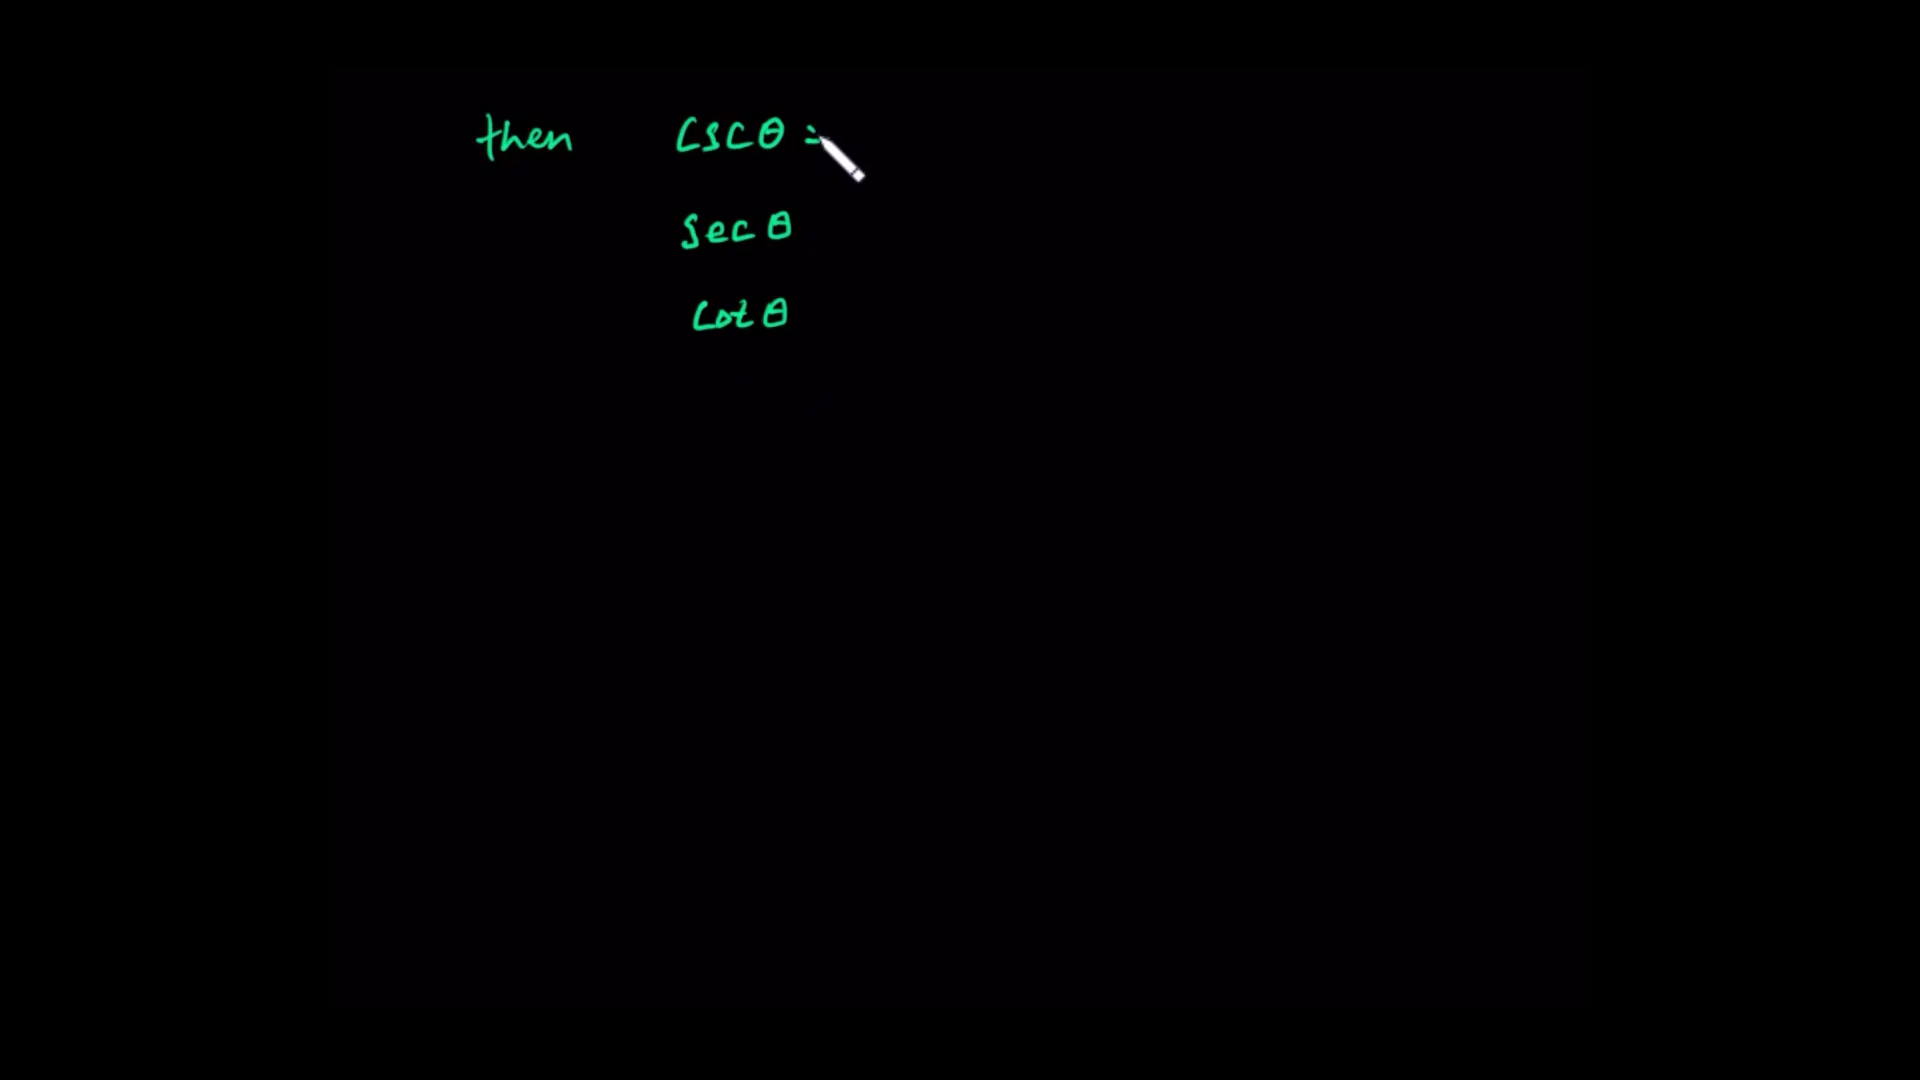 then csc θ =
sec θ
cot θ